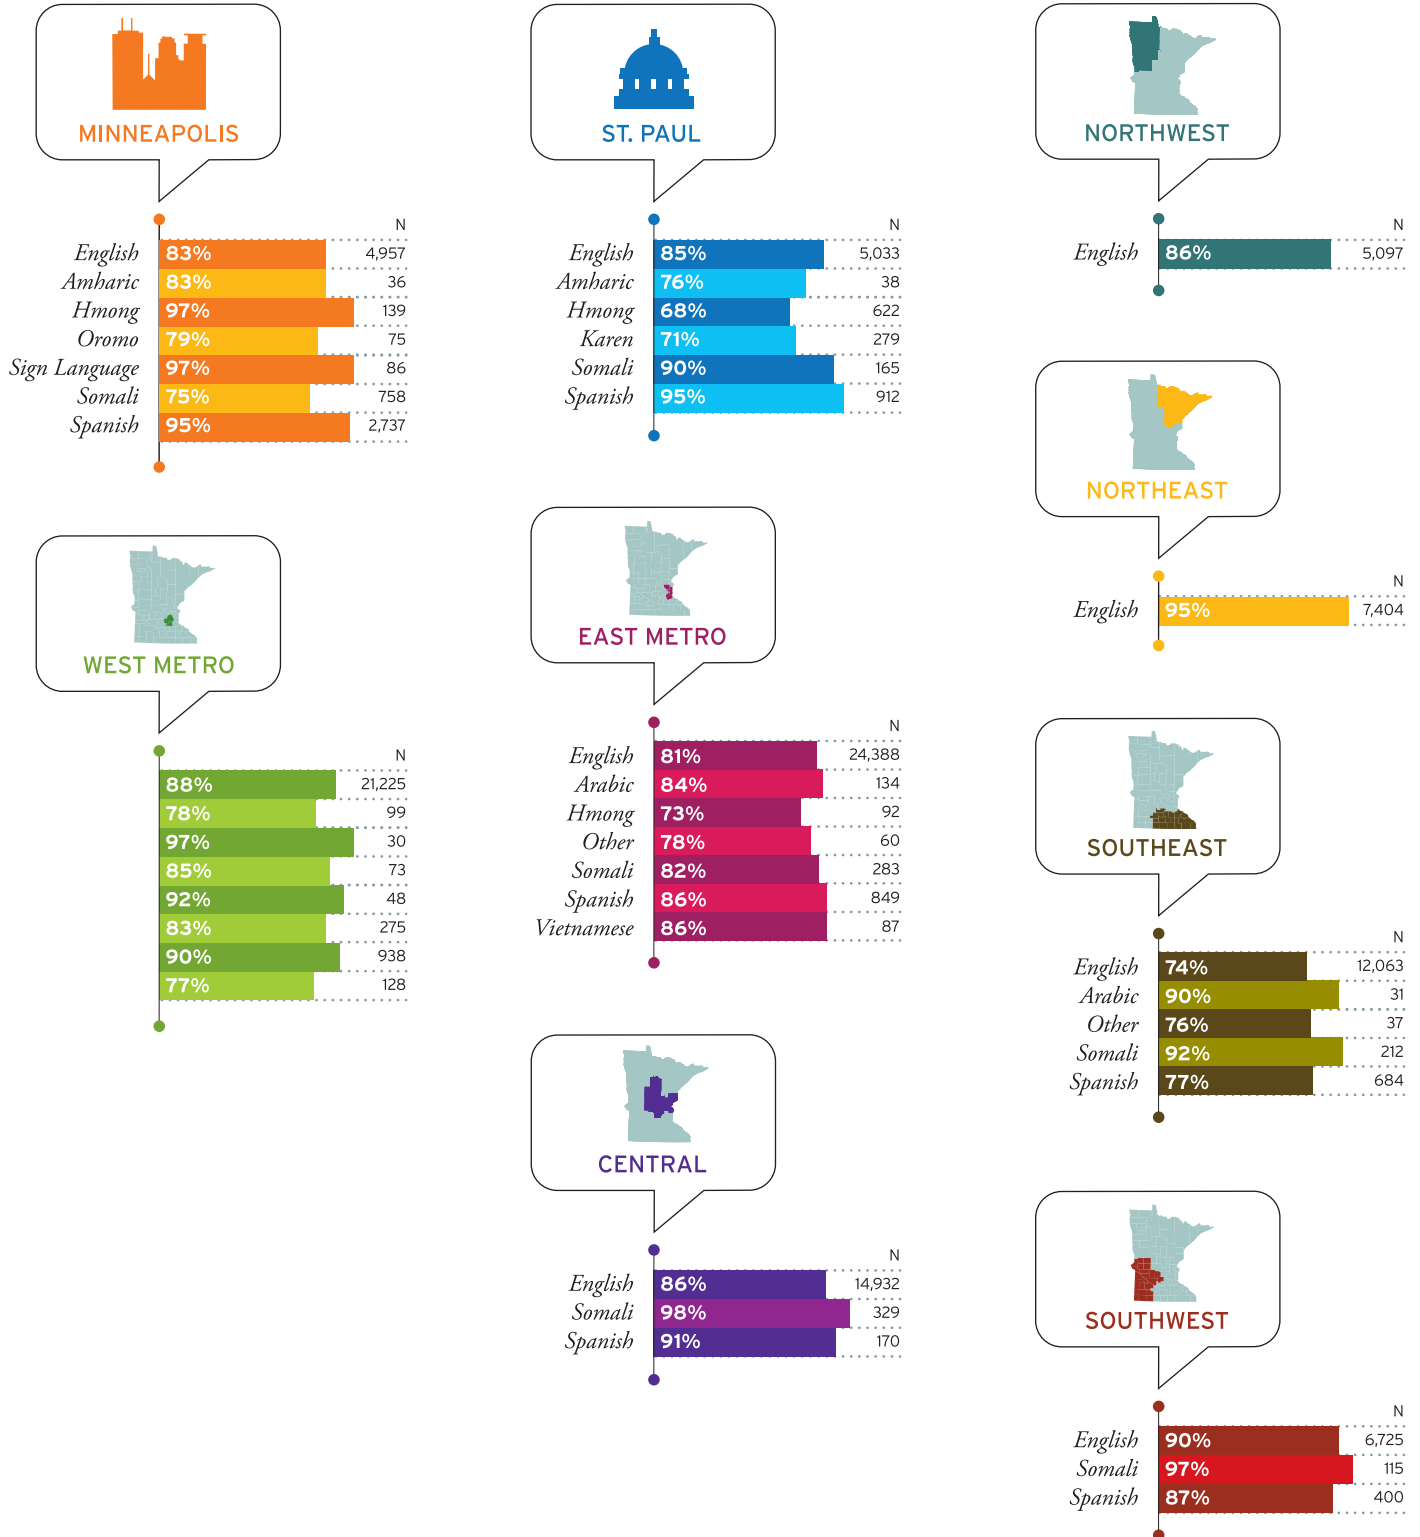 MINNEAPOLIS
N
English 83% 4,957
Amharic 83% 36
Hmong 97% 139
Oromo 79% 75
Sign Language 97% 86
Somali 75% 758
Spanish 95% 2,737
WEST METRO
N
88% 21,225
78% 99
97% 30
85% 73
92% 48
83% 275
90% 938
77% 128
ST. PAUL
N
English 85% 5,033
Amharic 76% 38
Hmong 68% 622
Karen 71% 279
Somali 90% 165
Spanish 95% 912
EAST METRO
N
English 81% 24,388
Arabic 84% 134
Hmong 73% 92
Other 78% 60
Somali 82% 283
Spanish 86% 849
Vietnamese 86% 87
CENTRAL
N
English 86% 14,932
Somali 98% 329
Spanish 91% 170
NORTHWEST
N
English 86% 5,097
NORTHEAST
N
English 95% 7,404
SOUTHEAST
N
English 74% 12,063
Arabic 90% 31
Other 76% 37
Somali 92% 212
Spanish 77% 684
SOUTHWEST
N
English 90% 6,725
Somali 97% 115
Spanish 87% 400